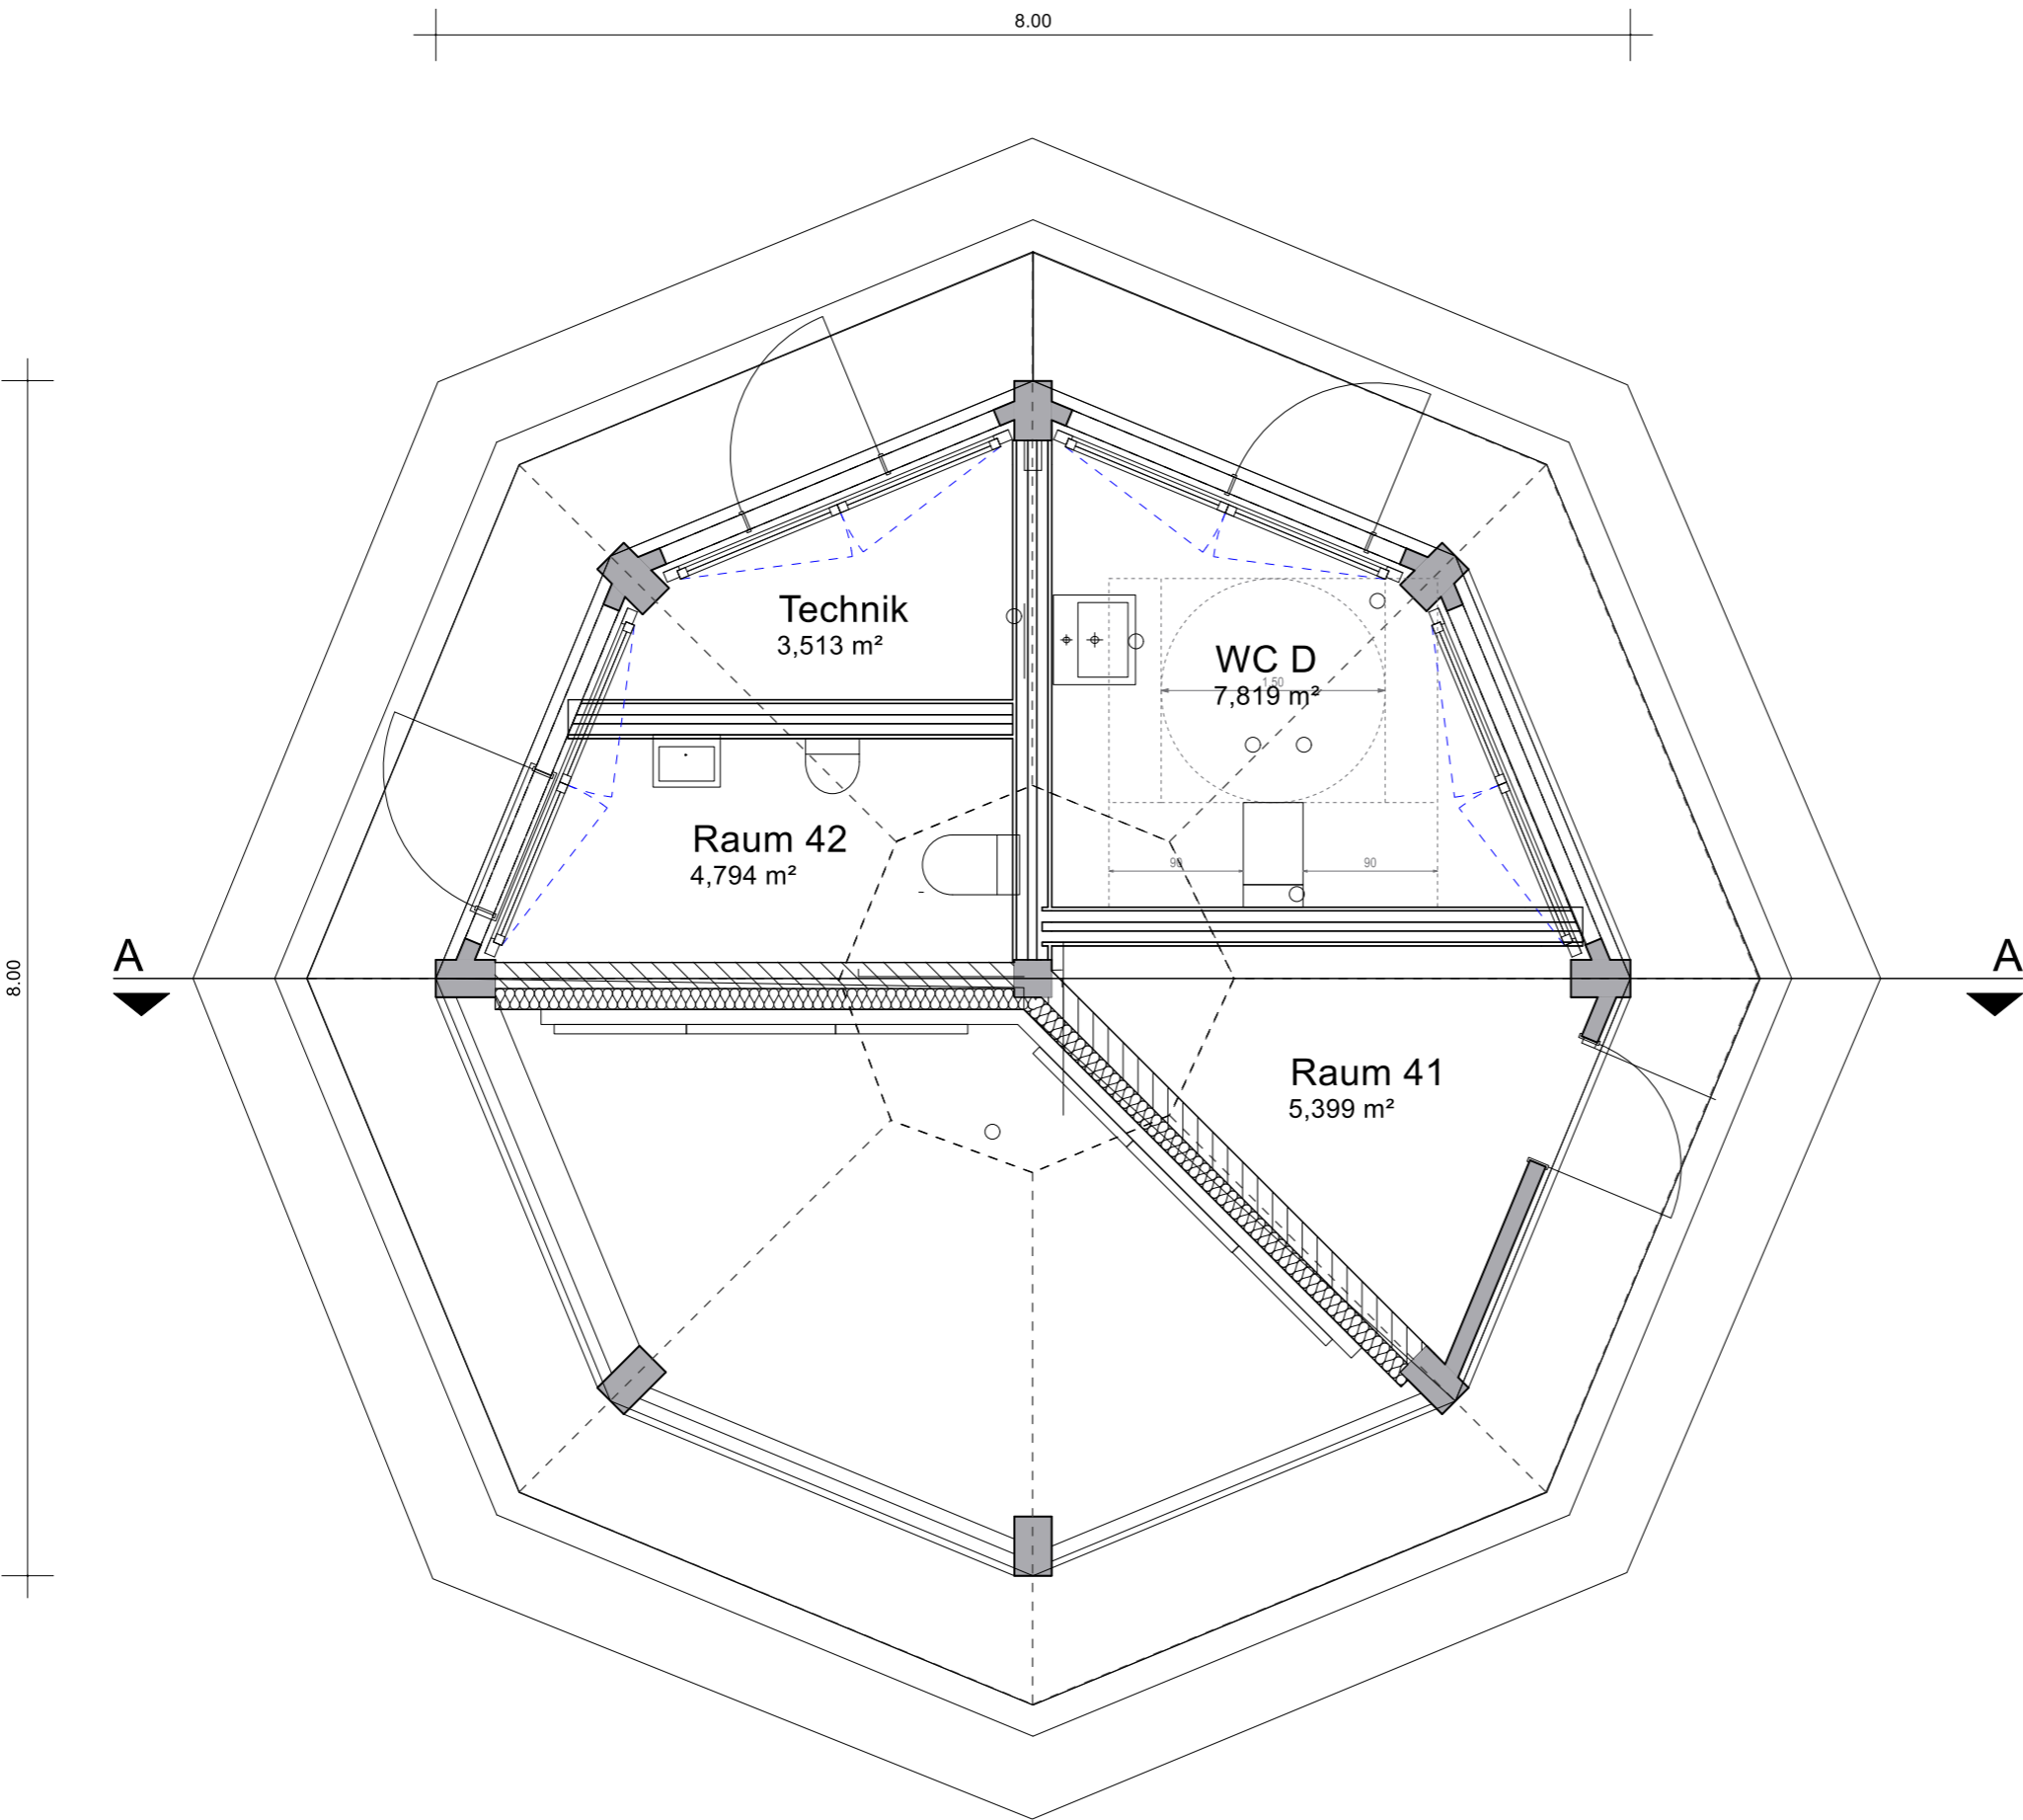 8.00
Technik
3,513 m²
WC D
1,50
7,819 m²
Raum 42
4,794 m²
90
90
A
A
8.00
Raum 41
5,399 m²